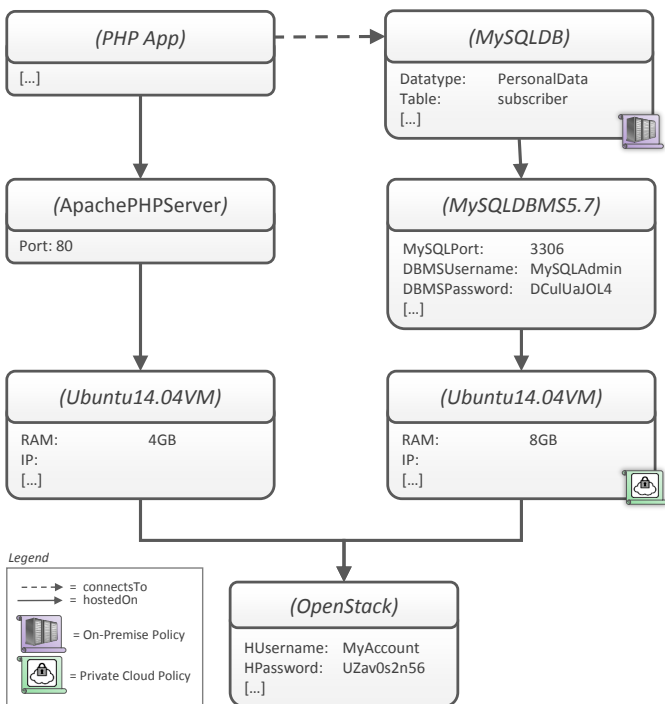 (PHP App)
[...]
(MySQLDB)
Datatype: PersonalData
Table: subscriber
[...]
(ApachePHPServer)
Port: 80
(MySQLDBMS5.7)
MySQLPort: 3306
DBMSUsername: MySQLAdmin
DBMSPassword: DCulUaJOL4
[...]
(Ubuntu14.04VM)
RAM: 4GB
IP:
[...]
(Ubuntu14.04VM)
RAM: 8GB
IP:
[...]
(OpenStack)
HUsername: MyAccount
HPassword: UZav0s2n56
[...]
Legend
= connectsTo
= hostedOn
= On-Premise Policy
= Private Cloud Policy